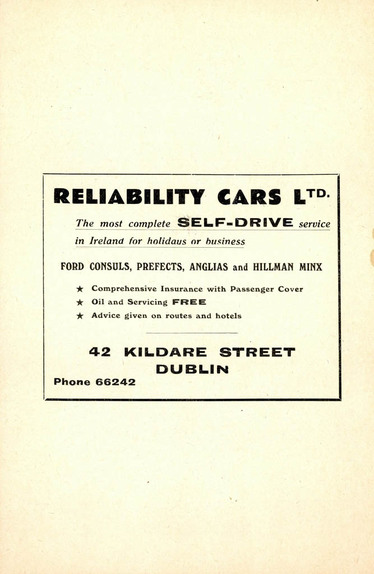 RELIABILITY CARS LTD.
The most complete SELF-DRIVE service
in Ireland for holidays or business
FORD CONSULS, PREFECTS, ANGLIAS and HILLMAN MINX
★ Comprehensive Insurance with Passenger Cover
★ Oil and Servicing FREE
★ Advice given on routes and hotels
42 KILDARE STREET
DUBLIN
Phone 66242